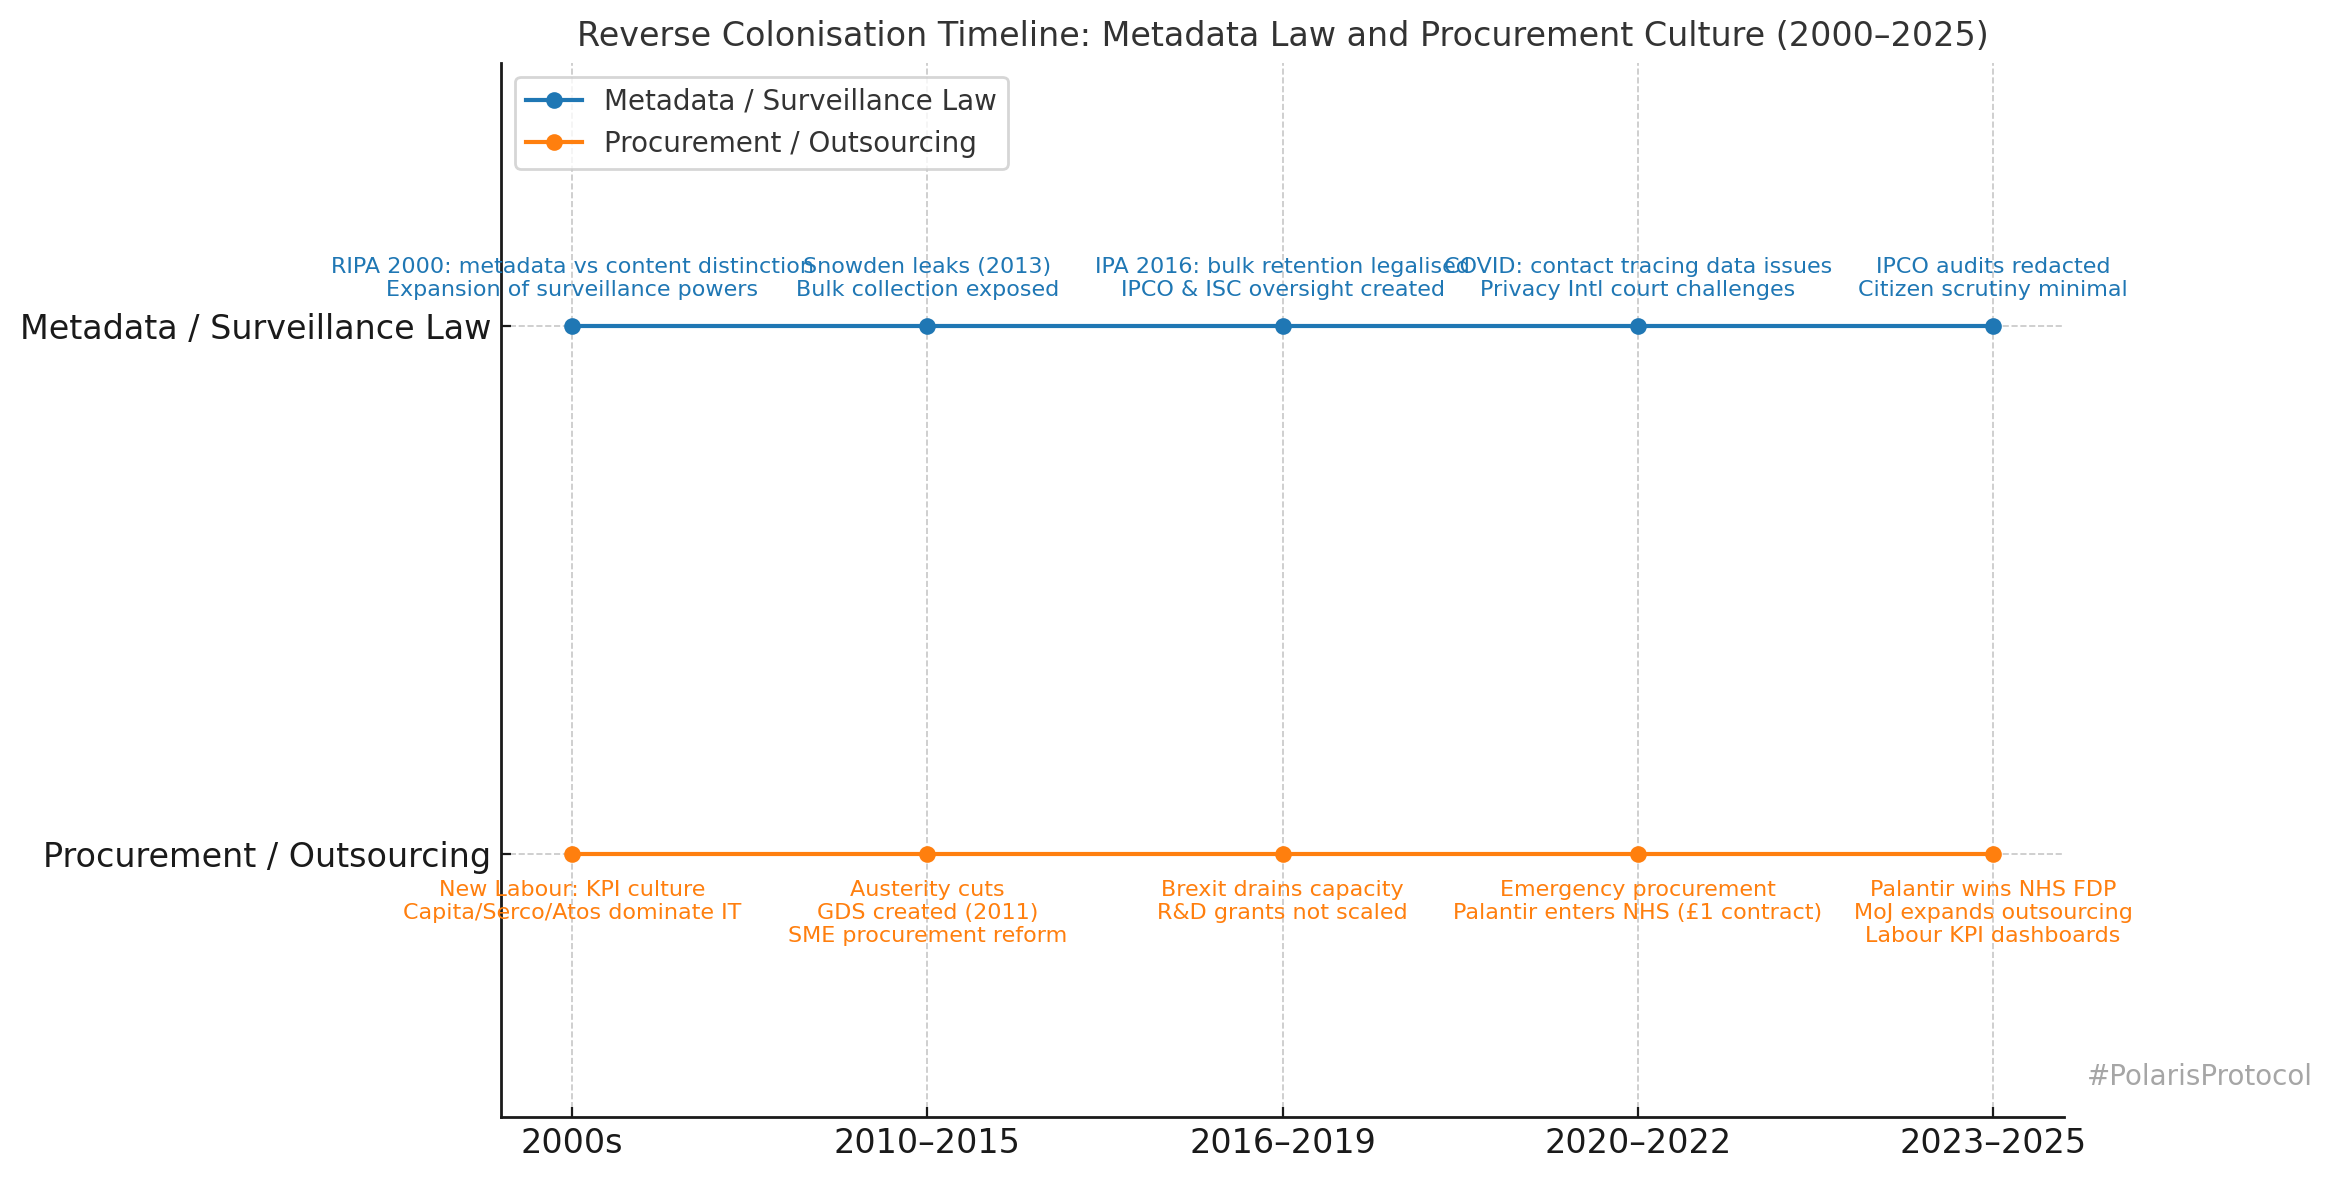 Reverse Colonisation Timeline: Metadata Law and Procurement Culture (2000–2025)
Metadata / Surveillance Law
Procurement / Outsourcing
RIPA 2000: metadata vs content distinction
Expansion of surveillance powers
Snowden leaks (2013)
Bulk collection exposed
IPA 2016: bulk retention legalised
IPCO & ISC oversight created
COVID: contact tracing data issues
Privacy Intl court challenges
IPCO audits redacted
Citizen scrutiny minimal
Metadata / Surveillance Law
Procurement / Outsourcing
New Labour: KPI culture
Capita/Serco/Atos dominate IT
Austerity cuts
GDS created (2011)
SME procurement reform
Brexit drains capacity
R&D grants not scaled
Emergency procurement
Palantir enters NHS (£1 contract)
Palantir wins NHS FDP
MoJ expands outsourcing
Labour KPI dashboards
#PolarisProtocol
2000s
2010–2015
2016–2019
2020–2022
2023–2025